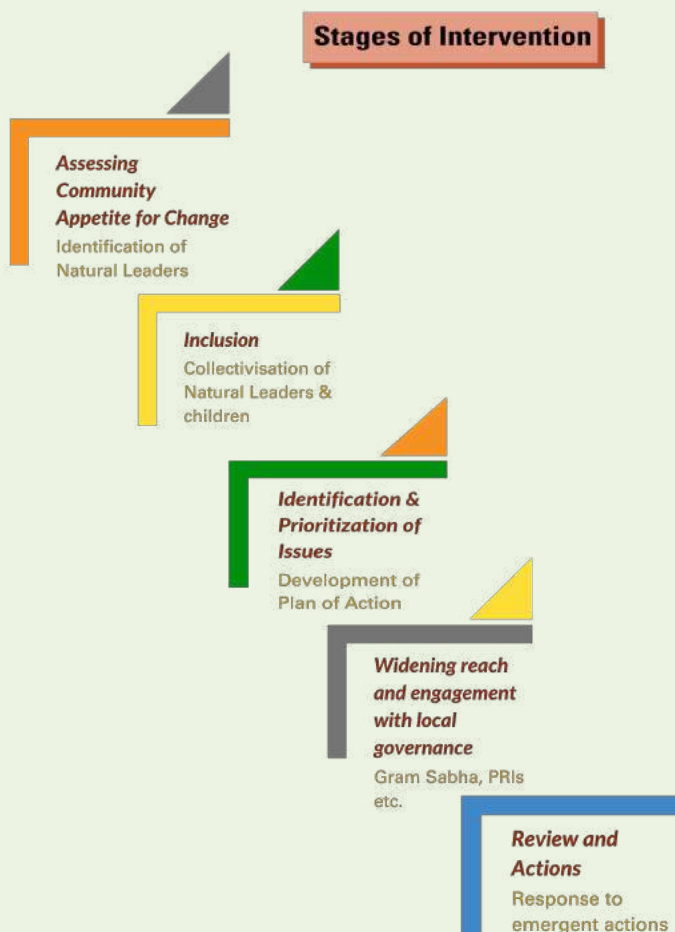 Stages of Intervention
Assessing
Community
Appetite for Change
Identification of
Natural Leaders
Inclusion
Collectivisation of
Natural Leaders &
children
Identification &
Prioritization of
Issues
Development of
Plan of Action
Widening reach
and engagement
with local
governance
Gram Sabha, PRIs
etc.
Review and
Actions
Response to
emergent actions